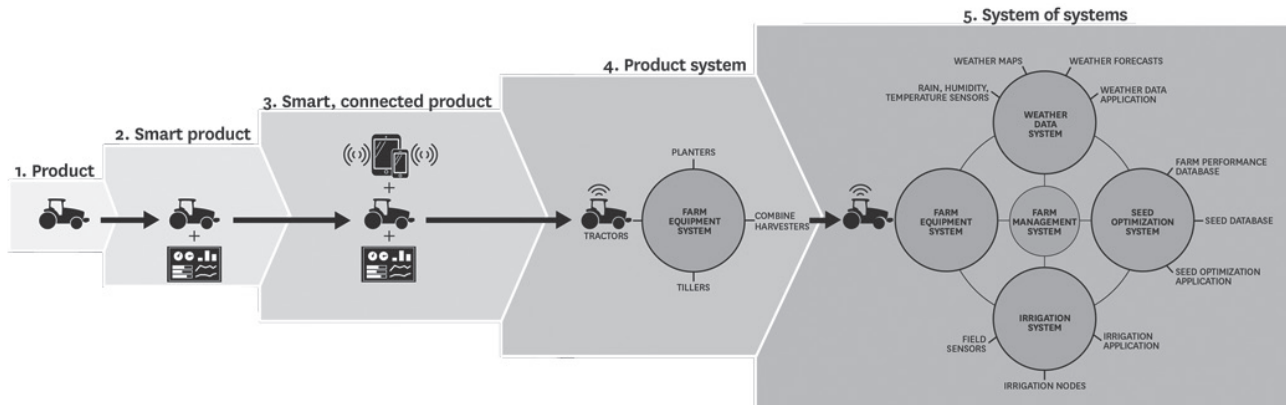 1. Product
2. Smart product
3. Smart, connected product
4. Product system
PLANTERS
TRACTORS
FARM
EQUIPMENT
SYSTEM
COMBINE
HARVESTERS
TILLERS
5. System of systems
WEATHER MAPS
WEATHER FORECASTS
RAIN, HUMIDITY,
TEMPERATURE SENSORS
WEATHER DATA
APPLICATION
WEATHER
DATA
SYSTEM
FARM PERFORMANCE
DATABASE
FARM
EQUIPMENT
SYSTEM
FARM
MANAGEMENT
SYSTEM
SEED
OPTIMIZATION
SYSTEM
SEED DATABASE
SEED OPTIMIZATION
APPLICATION
IRRIGATION
SYSTEM
FIELD
SENSORS
IRRIGATION
APPLICATION
IRRIGATION NODES